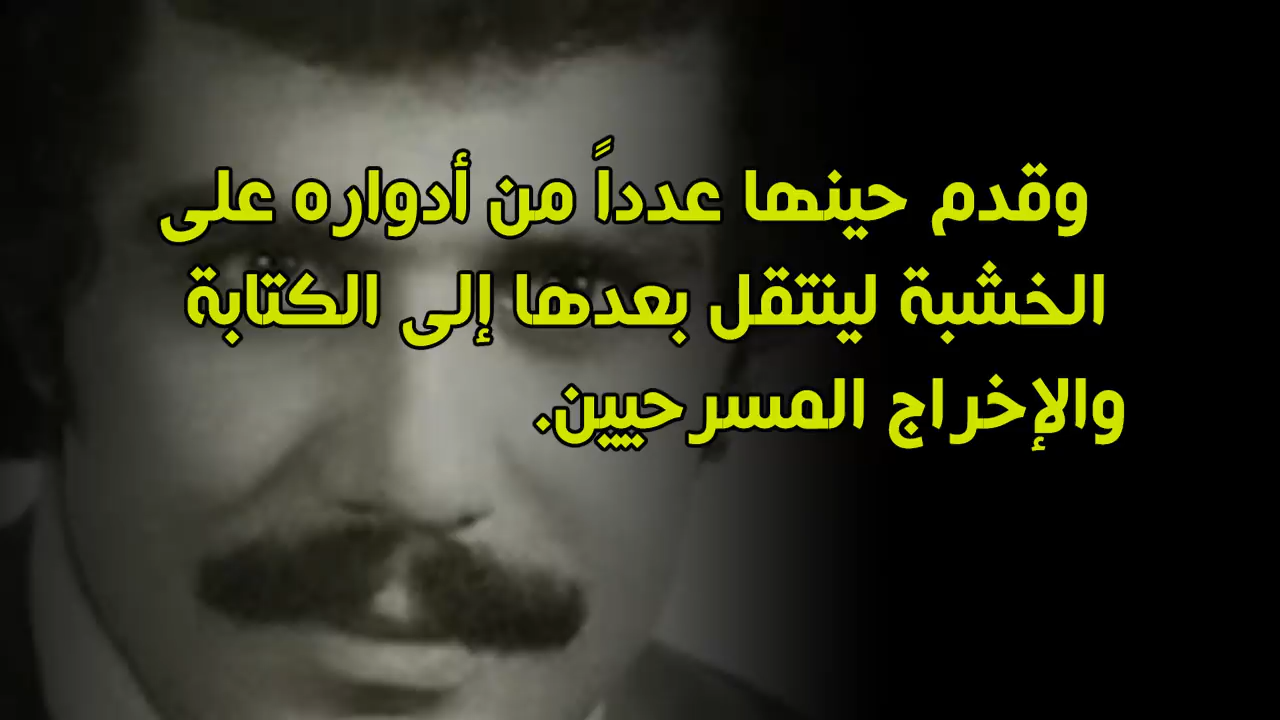 وقدم حينها عدداً من أدواره على
الخشبة لينتقل بعدها إلى الكتابة
والإخراج المسرحيين.